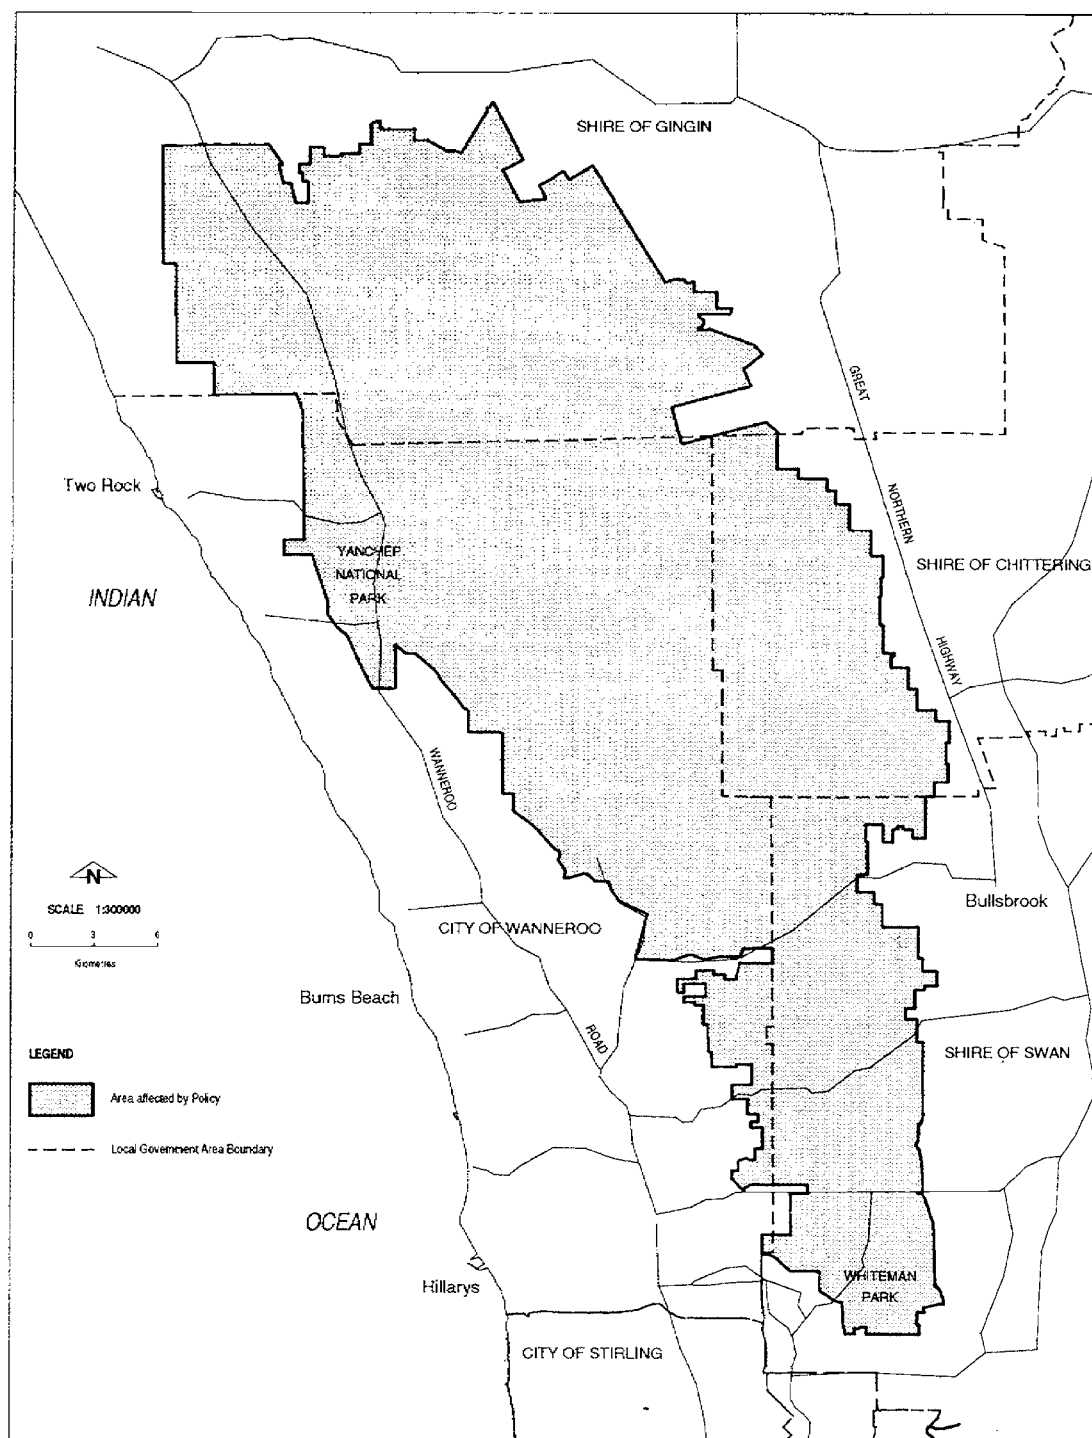 SHIRE OF GINGIN
GREAT
Two Rock
NORTHERN
YANCHEP
NATIONAL
PARK
SHIRE OF CHITTERING
INDIAN
HIGHWAY
WANNEROO
N
SCALE 1:300000
0 3 6
Kilometres
Bullsbrook
CITY OF WANNEROO
Burns Beach
ROAD
LEGEND
SHIRE OF SWAN
Area affected by Policy
Local Government Area Boundary
OCEAN
Hillarys
WHITEMAN
PARK
CITY OF STIRLING